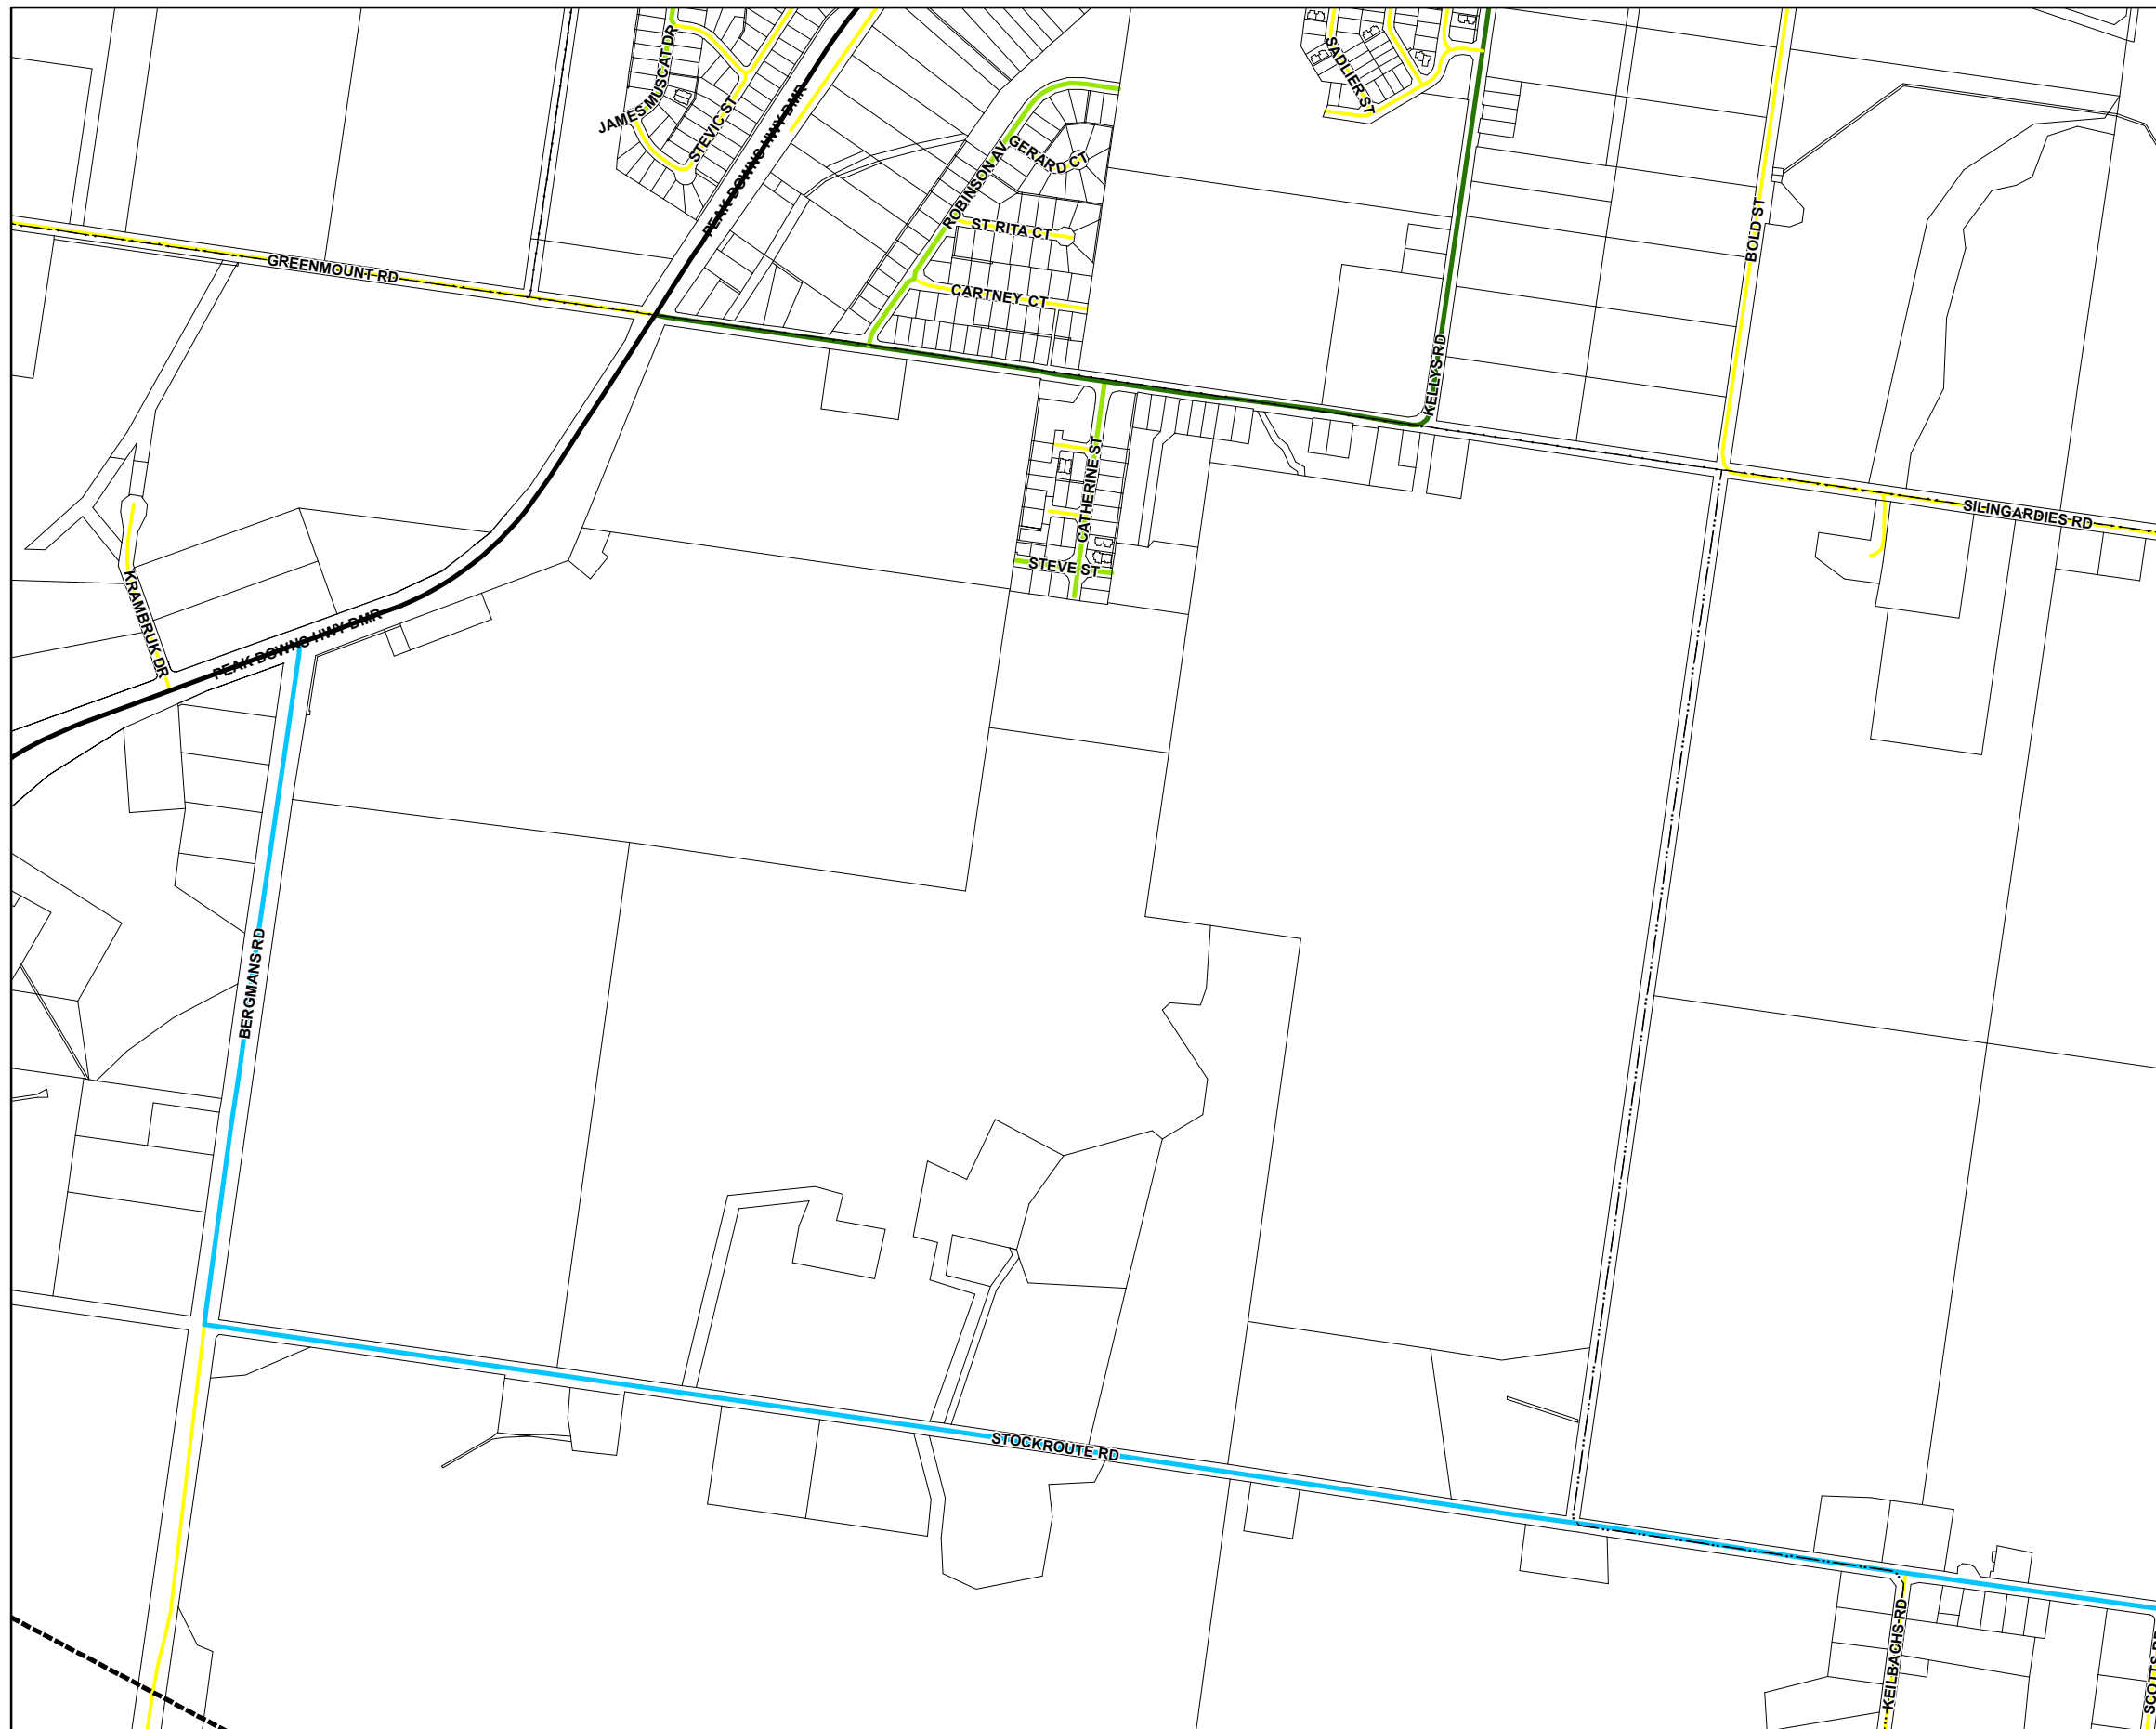 JAMES MUSCAT DR
STEVIC ST
PEAK DOWNS HWY DMR
SADLIER ST
GERARD CT
ROBINSON AV
ST RITA CT
BOLD ST
GREENMOUNT RD
CARTNEY CT
KELLYS RD
CATHERINE ST
SILINGARDIES RD
STEVE ST
KRAMBRUK DR
PEAK DOWNS HWY DMR
BERGMANS RD
STOCKROUTE RD
KEILBACHS RD
SCOTTS RD